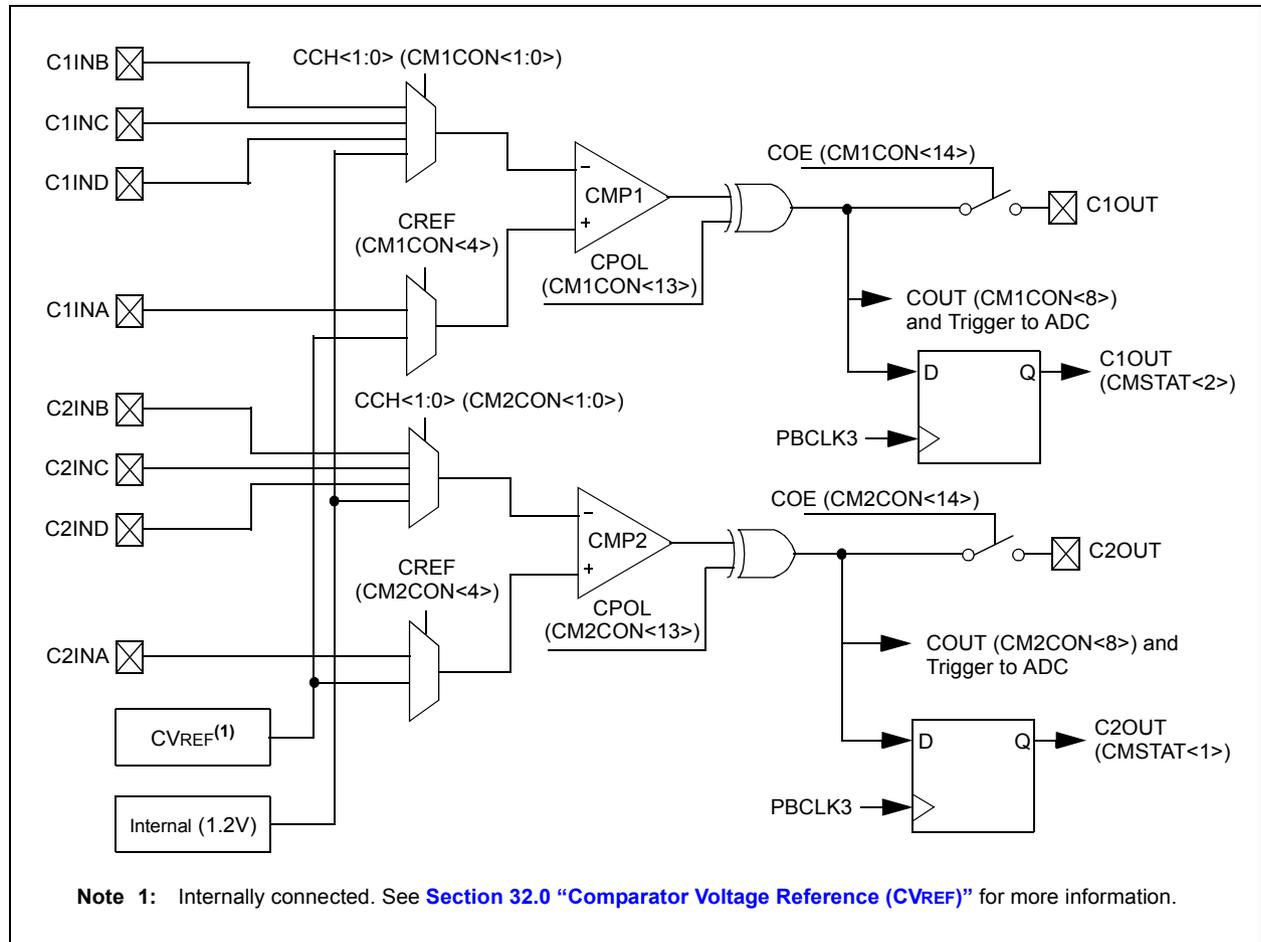 C1INB
CCH<1:0> (CM1CON<1:0>)
C1INC
C1IND
COE (CM1CON<14>)
–
CMP1
+
C1OUT
CREF
(CM1CON<4>)
CPOL
(CM1CON<13>)
C1INA
COUT (CM1CON<8>)
and Trigger to ADC
D
Q
C1OUT
(CMSTAT<2>)
PBCLK3
C2INB
CCH<1:0> (CM2CON<1:0>)
C2INC
C2IND
COE (CM2CON<14>)
–
CMP2
+
C2OUT
CREF
(CM2CON<4>)
CPOL
(CM2CON<13>)
C2INA
COUT (CM2CON<8>) and
Trigger to ADC
CVREF(1)
D
Q
C2OUT
(CMSTAT<1>)
PBCLK3
Internal (1.2V)
Note 1: Internally connected. See Section 32.0 “Comparator Voltage Reference (CVREF)” for more information.